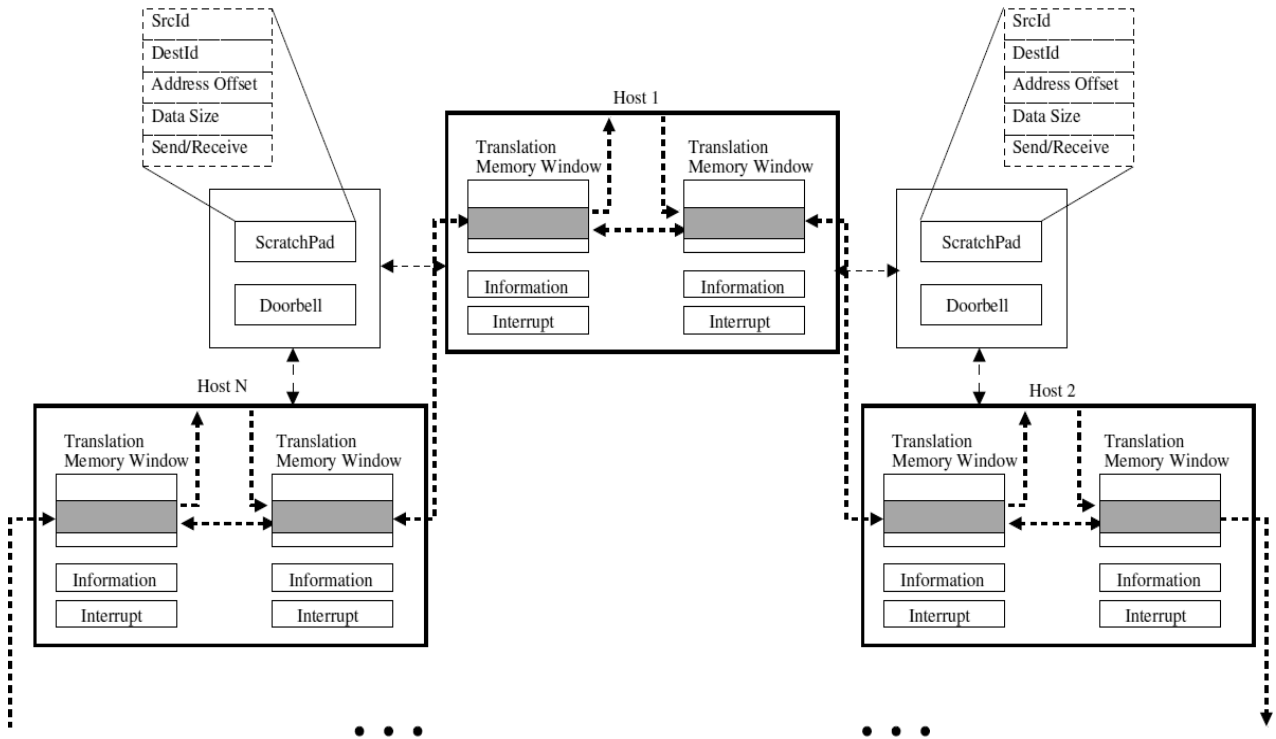 SrcId
DestId
Address Offset
Data Size
Send/Receive
SrcId
DestId
Address Offset
Data Size
Send/Receive
Host 1
Translation
Memory Window
Translation
Memory Window
Information
Interrupt
Information
Interrupt
ScratchPad
Doorbell
ScratchPad
Doorbell
Host N
Translation
Memory Window
Translation
Memory Window
Information
Interrupt
Information
Interrupt
Host 2
Translation
Memory Window
Translation
Memory Window
Information
Interrupt
Information
Interrupt
• • •
• • •